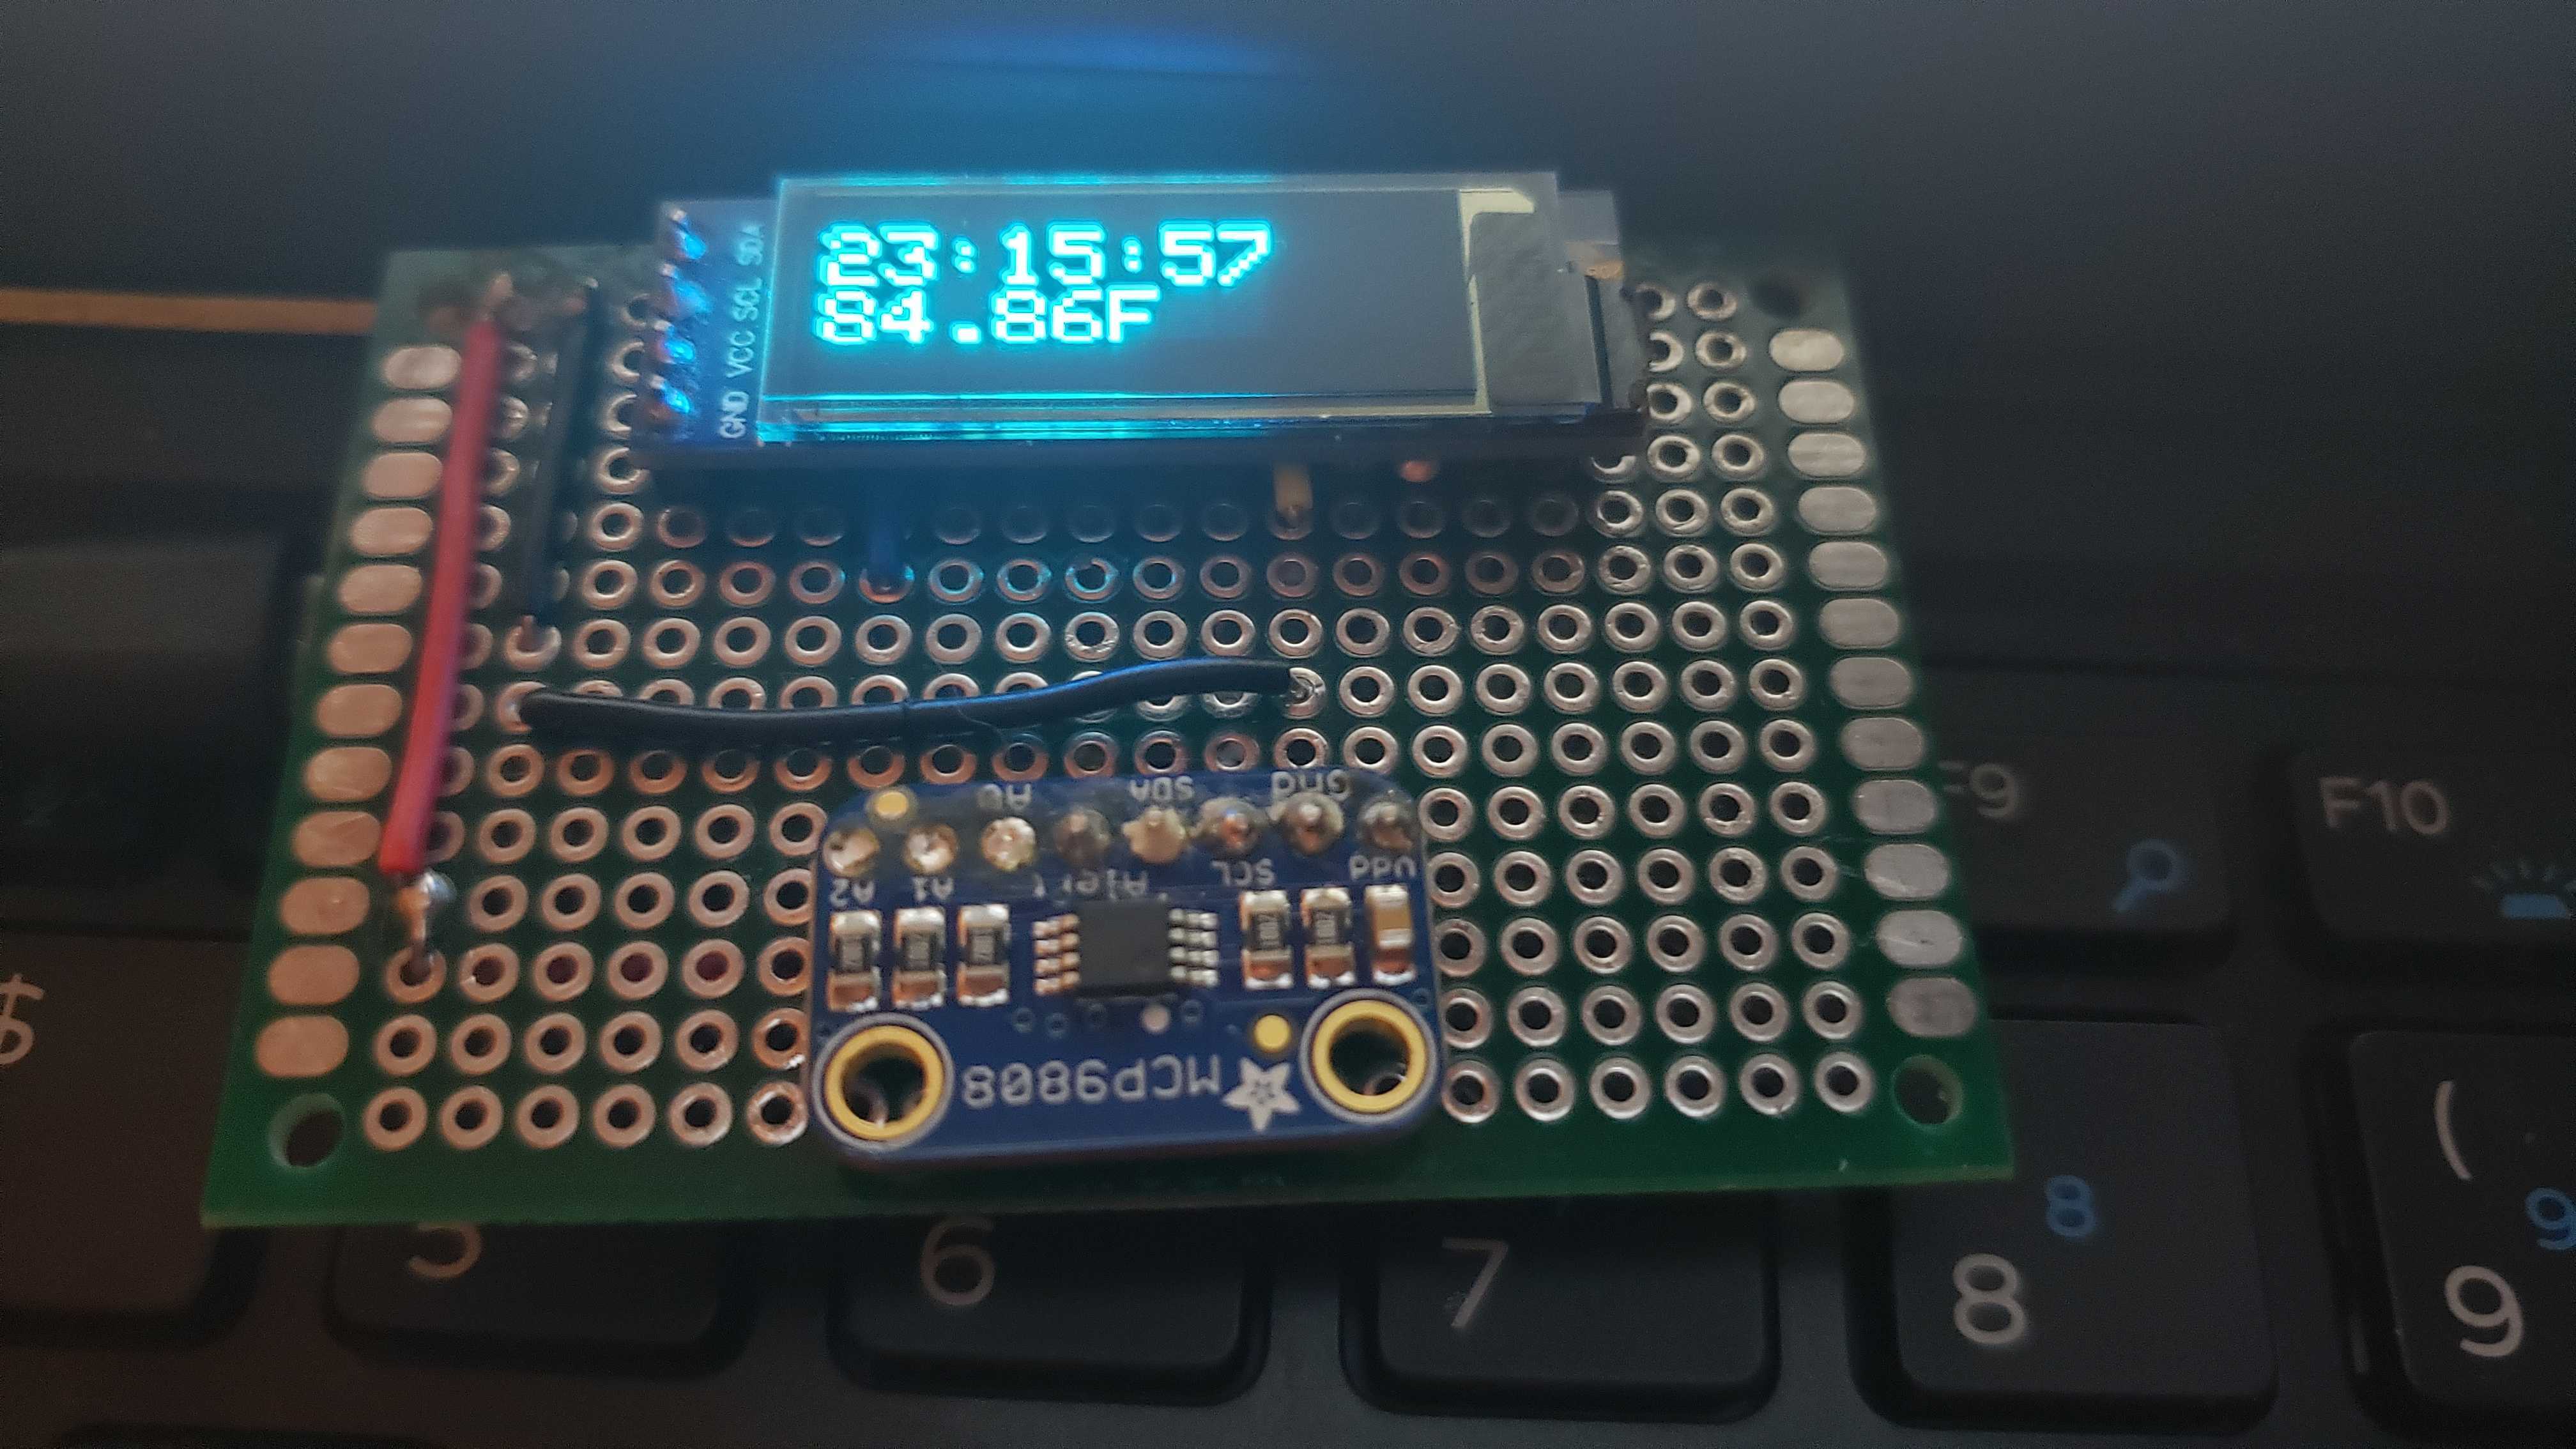 23:15:57
84.86F
GND VCC SCL SDA
A0 SDA Gnd
A2 A1 Alert SCL Vdd
MCP9808
F9
F10
$
5
6
7
8
8
(
9
9